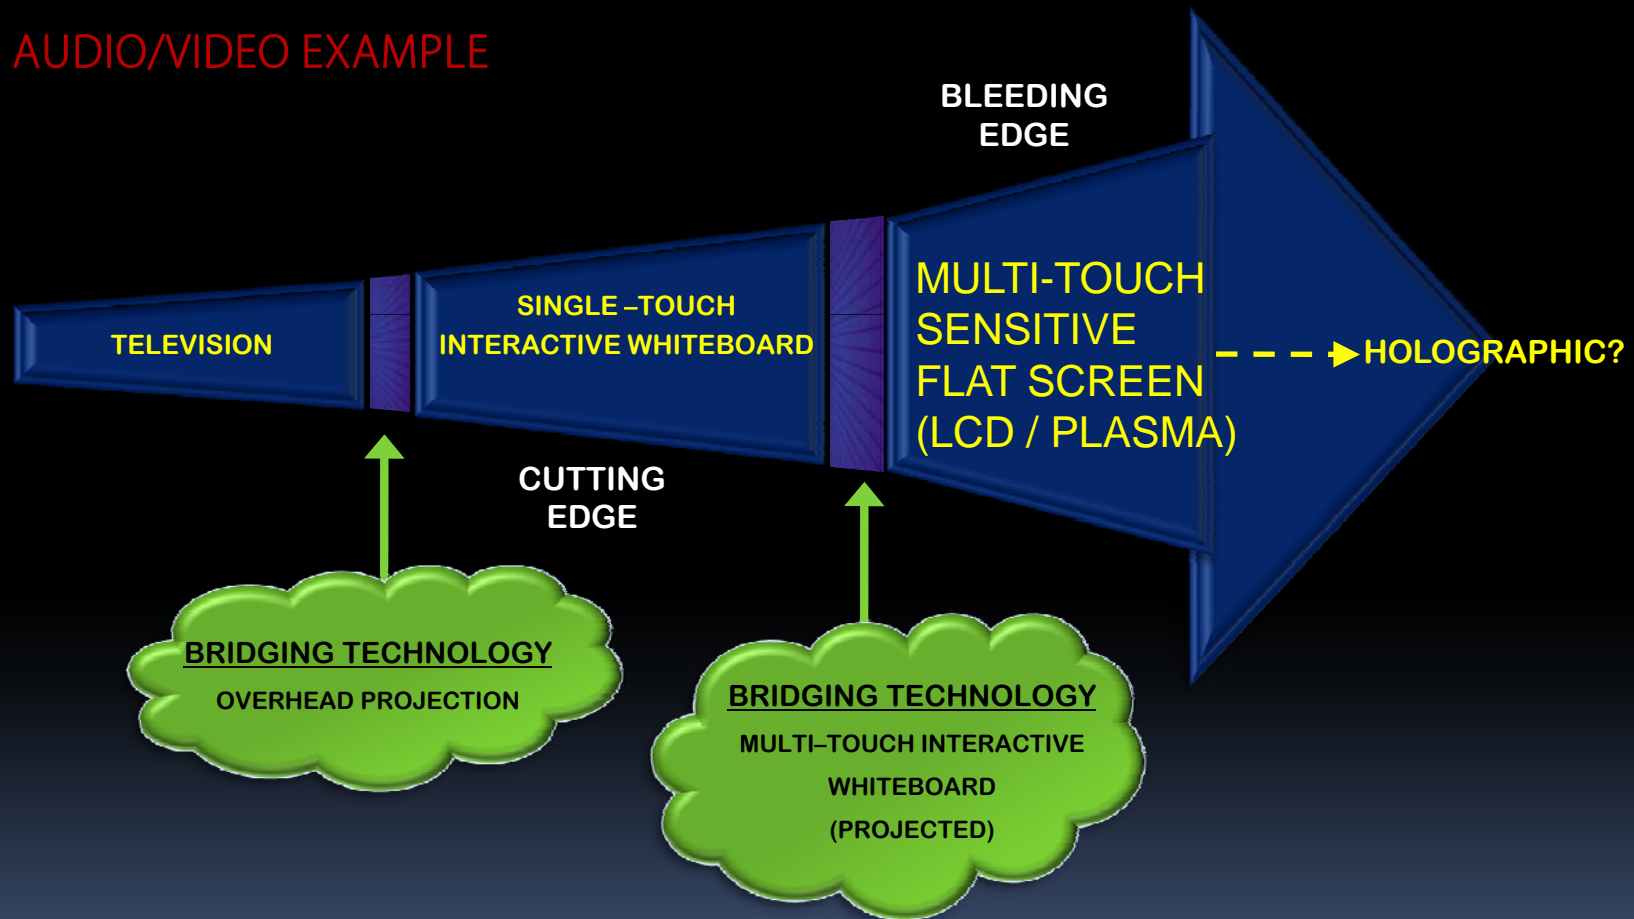 AUDIO/VIDEO EXAMPLE
BLEEDING
EDGE
TELEVISION
SINGLE –TOUCH
INTERACTIVE WHITEBOARD
MULTI-TOUCH
SENSITIVE
FLAT SCREEN
(LCD / PLASMA)
HOLOGRAPHIC?
CUTTING
EDGE
BRIDGING TECHNOLOGY
OVERHEAD PROJECTION
BRIDGING TECHNOLOGY
MULTI–TOUCH INTERACTIVE
WHITEBOARD
(PROJECTED)